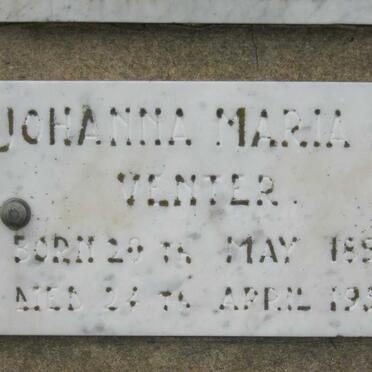 JOHANNA MARIA
VENTER.
BORN 20 TH MAY
DIED 24 TH APRIL